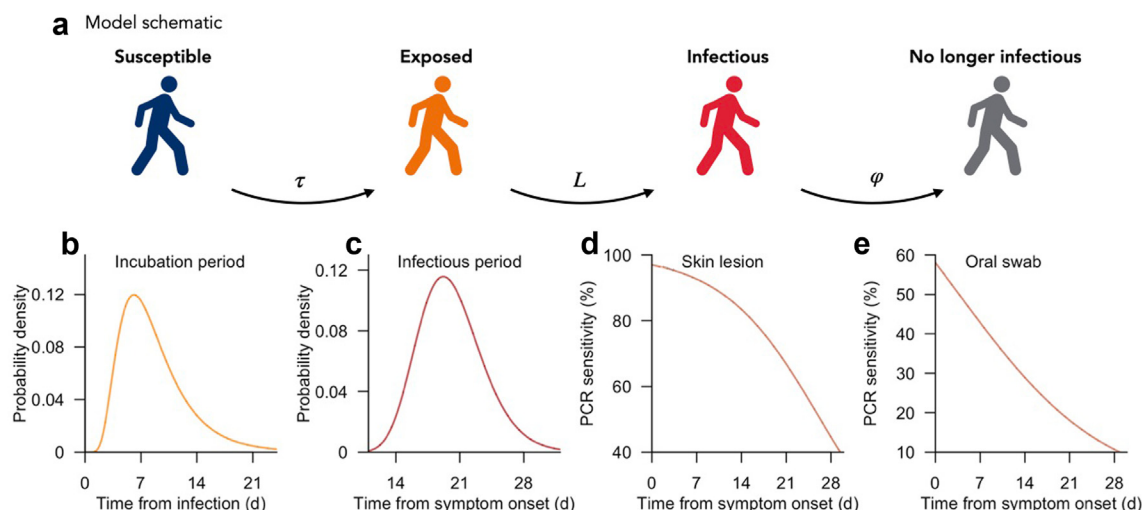 a Model schematic
Susceptible Exposed Infectious No longer infectious
τ L φ
b Incubation period
Probability density
0.12
0.08
0.04
0
0 7 14 21
Time from infection (d)
c Infectious period
Probability density
0.12
0.08
0.04
0
14 21 28
Time from symptom onset (d)
d Skin lesion
PCR sensitivity (%)
100
80
60
40
0 7 14 21 28
Time from symptom onset (d)
e Oral swab
PCR sensitivity (%)
60
50
40
30
20
10
0 7 14 21 28
Time from symptom onset (d)